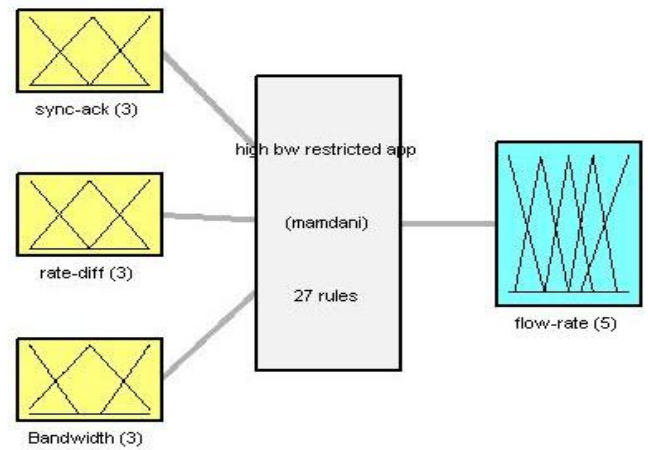 sync-ack (3)
rate-diff (3)
Bandwidth (3)
high bw restricted app
(mamdani)
27 rules
flow-rate (5)